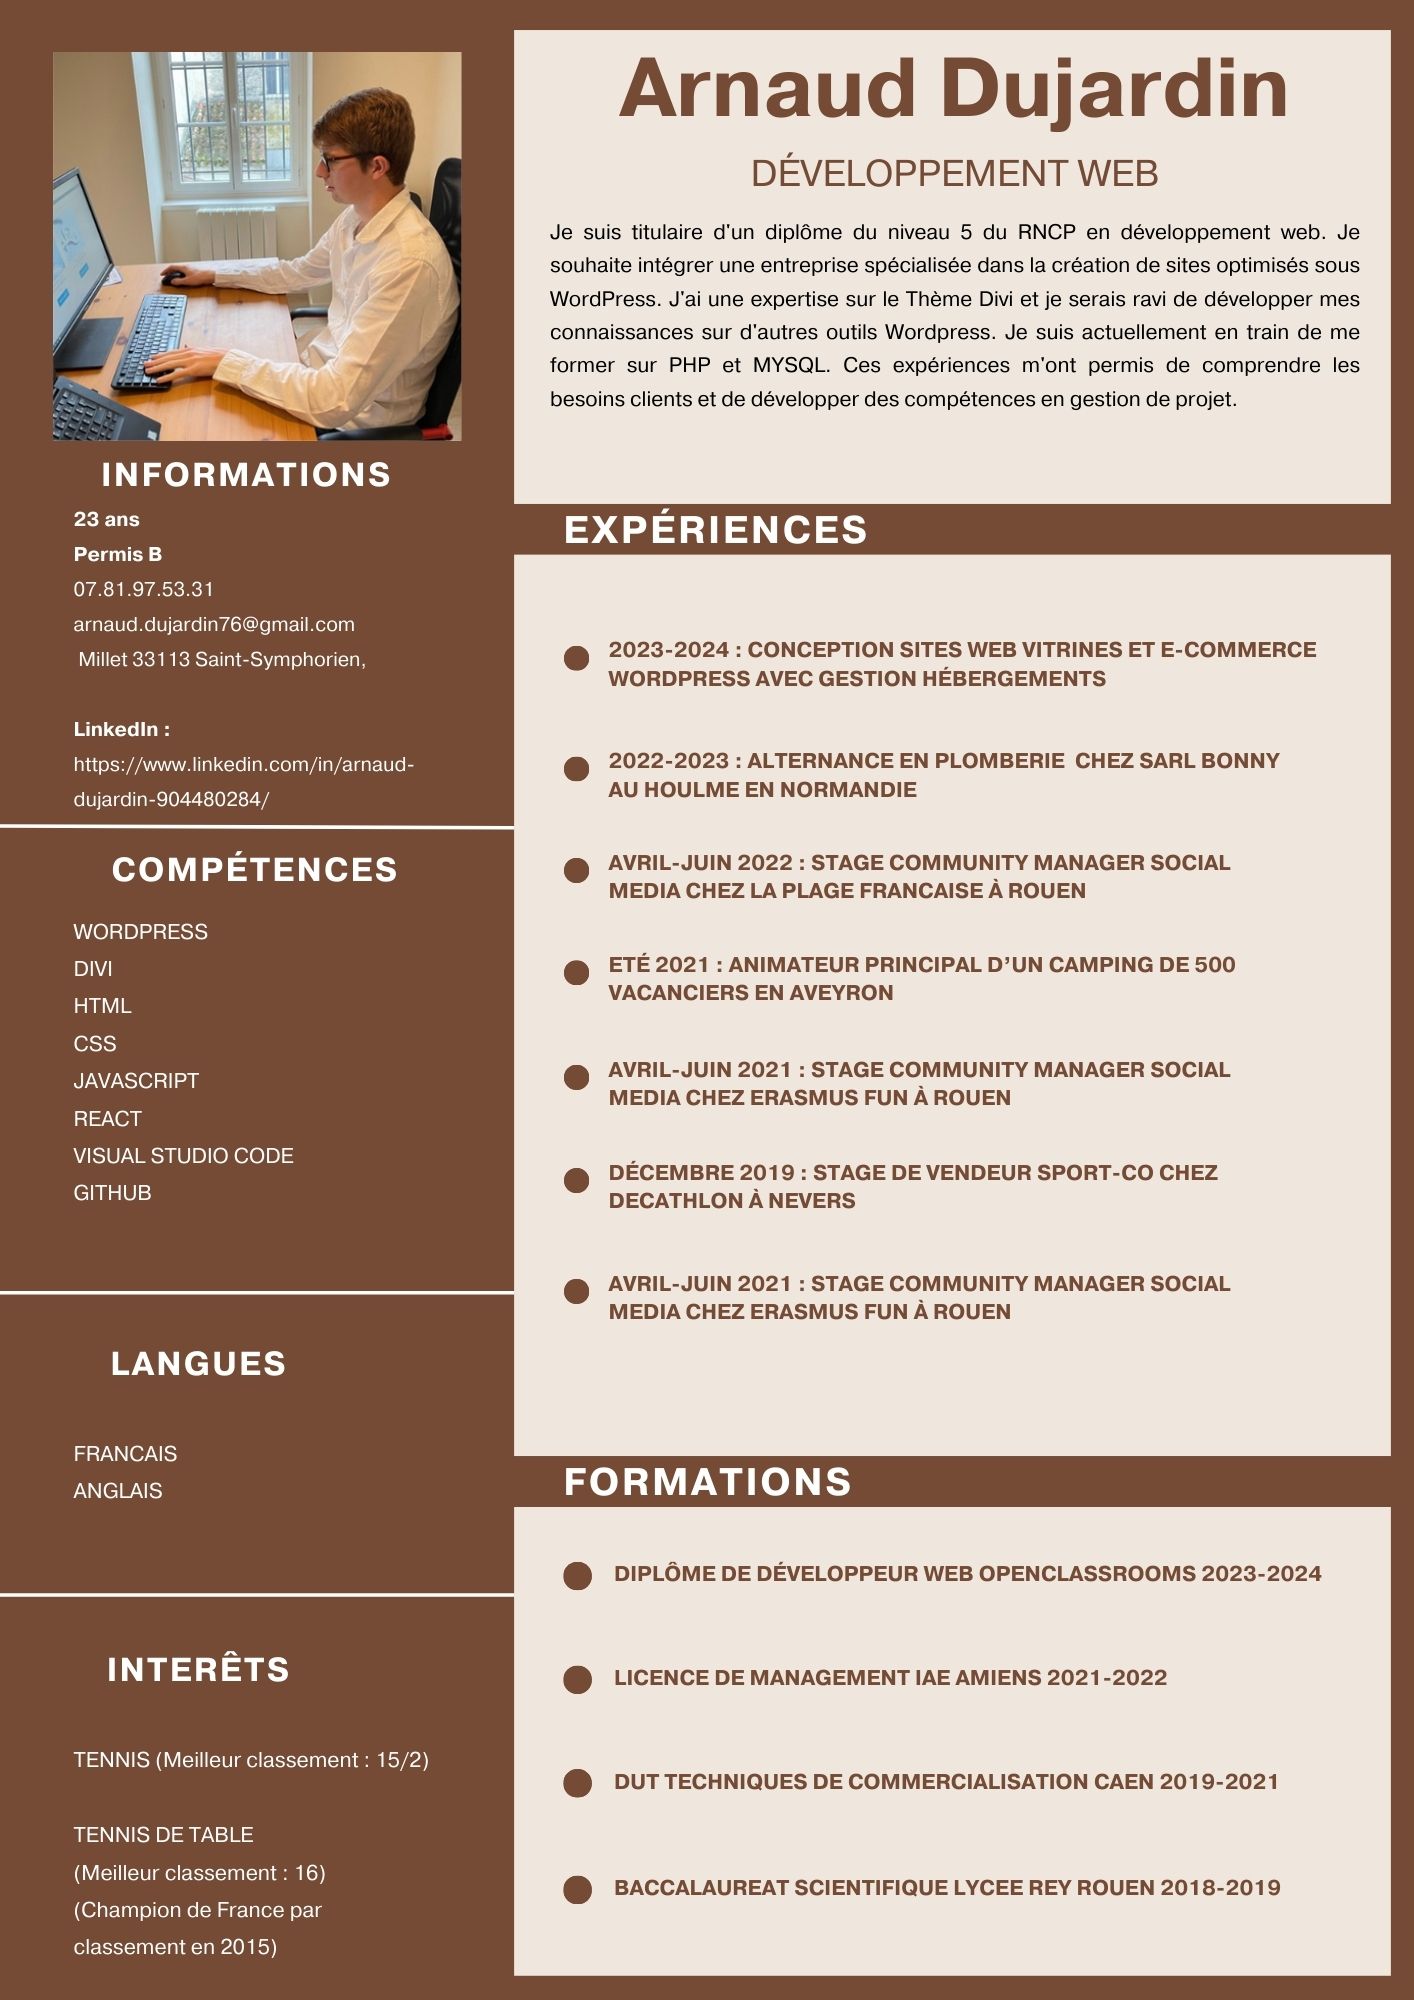 Arnaud Dujardin
DÉVELOPPEMENT WEB
Je suis titulaire d'un diplôme du niveau 5 du RNCP en développement web. Je
souhaite intégrer une entreprise spécialisée dans la création de sites optimisés sous
WordPress. J'ai une expertise sur le Thème Divi et je serais ravi de développer mes
connaissances sur d'autres outils Wordpress. Je suis actuellement en train de me
former sur PHP et MYSQL. Ces expériences m'ont permis de comprendre les
besoins clients et de développer des compétences en gestion de projet.
INFORMATIONS
23 ans
Permis B
07.81.97.53.31
arnaud.dujardin76@gmail.com
Millet 33113 Saint-Symphorien,
LinkedIn :
https://www.linkedin.com/in/arnaud-
dujardin-904480284/
COMPÉTENCES
WORDPRESS
DIVI
HTML
CSS
JAVASCRIPT
REACT
VISUAL STUDIO CODE
GITHUB
LANGUES
FRANCAIS
ANGLAIS
INTERÊTS
TENNIS (Meilleur classement : 15/2)
TENNIS DE TABLE
(Meilleur classement : 16)
(Champion de France par
classement en 2015)
EXPÉRIENCES
2023-2024 : CONCEPTION SITES WEB VITRINES ET E-COMMERCE
WORDPRESS AVEC GESTION HÉBERGEMENTS
2022-2023 : ALTERNANCE EN PLOMBERIE CHEZ SARL BONNY
AU HOULME EN NORMANDIE
AVRIL-JUIN 2022 : STAGE COMMUNITY MANAGER SOCIAL
MEDIA CHEZ LA PLAGE FRANCAISE À ROUEN
ETÉ 2021 : ANIMATEUR PRINCIPAL D’UN CAMPING DE 500
VACANCIERS EN AVEYRON
AVRIL-JUIN 2021 : STAGE COMMUNITY MANAGER SOCIAL
MEDIA CHEZ ERASMUS FUN À ROUEN
DÉCEMBRE 2019 : STAGE DE VENDEUR SPORT-CO CHEZ
DECATHLON À NEVERS
AVRIL-JUIN 2021 : STAGE COMMUNITY MANAGER SOCIAL
MEDIA CHEZ ERASMUS FUN À ROUEN
FORMATIONS
DIPLÔME DE DÉVELOPPEUR WEB OPENCLASSROOMS 2023-2024
LICENCE DE MANAGEMENT IAE AMIENS 2021-2022
DUT TECHNIQUES DE COMMERCIALISATION CAEN 2019-2021
BACCALAUREAT SCIENTIFIQUE LYCEE REY ROUEN 2018-2019